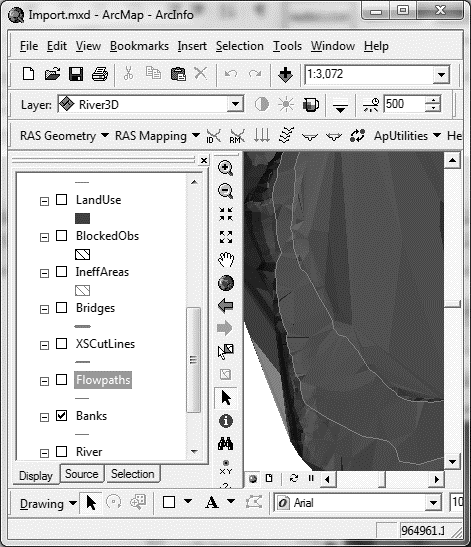 Import.mxd - ArcMap - ArcInfo
File Edit View Bookmarks Insert Selection Tools Window Help
1:3,072
Layer: River3D 500
RAS Geometry RAS Mapping ID RM ApUtilities He
LandUse
BlockedObs
IneffAreas
Bridges
XSCutLines
Flowpaths
Banks
River
XY
Display Source Selection
Drawing A Arial 10
964961.1